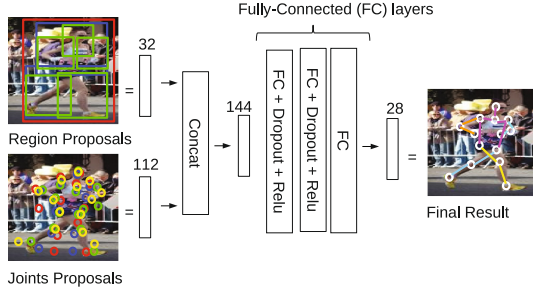 Fully-Connected (FC) layers
32
=
Region Proposals
112
=
Joints Proposals
Concat
144
FC + Dropout + Relu
FC + Dropout + Relu
FC
28
=
Final Result